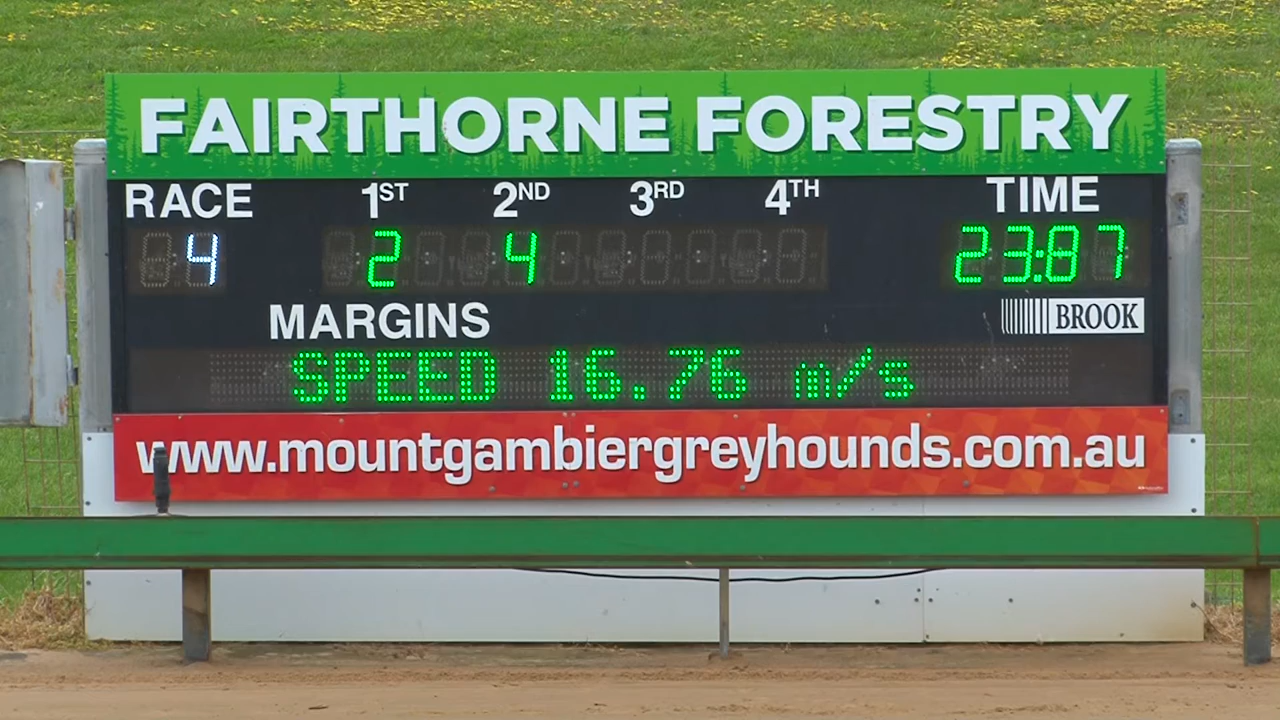 FAIRTHORNE FORESTRY
RACE 1ST 2ND 3RD 4TH TIME
4 2 4 23:87
MARGINS BROOK
SPEED 16.76 m/s
www.mountgambiergreyhounds.com.au